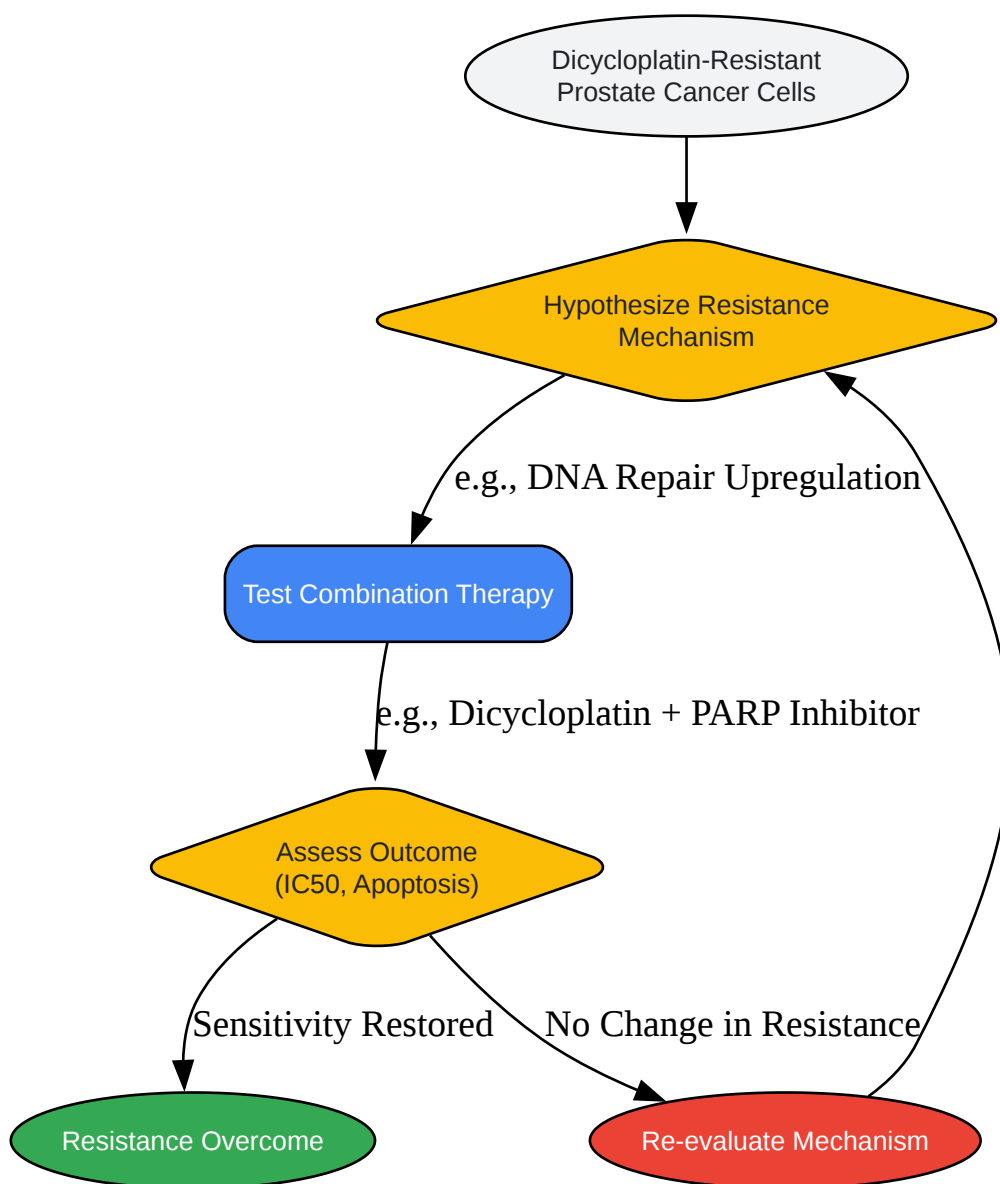 Dicycloplatin-Resistant
Prostate Cancer Cells
Hypothesize Resistance
Mechanism
e.g., DNA Repair Upregulation
Test Combination Therapy
e.g., Dicycloplatin + PARP Inhibitor
Assess Outcome
(IC50, Apoptosis)
Sensitivity Restored
No Change in Resistance
Resistance Overcome
Re-evaluate Mechanism